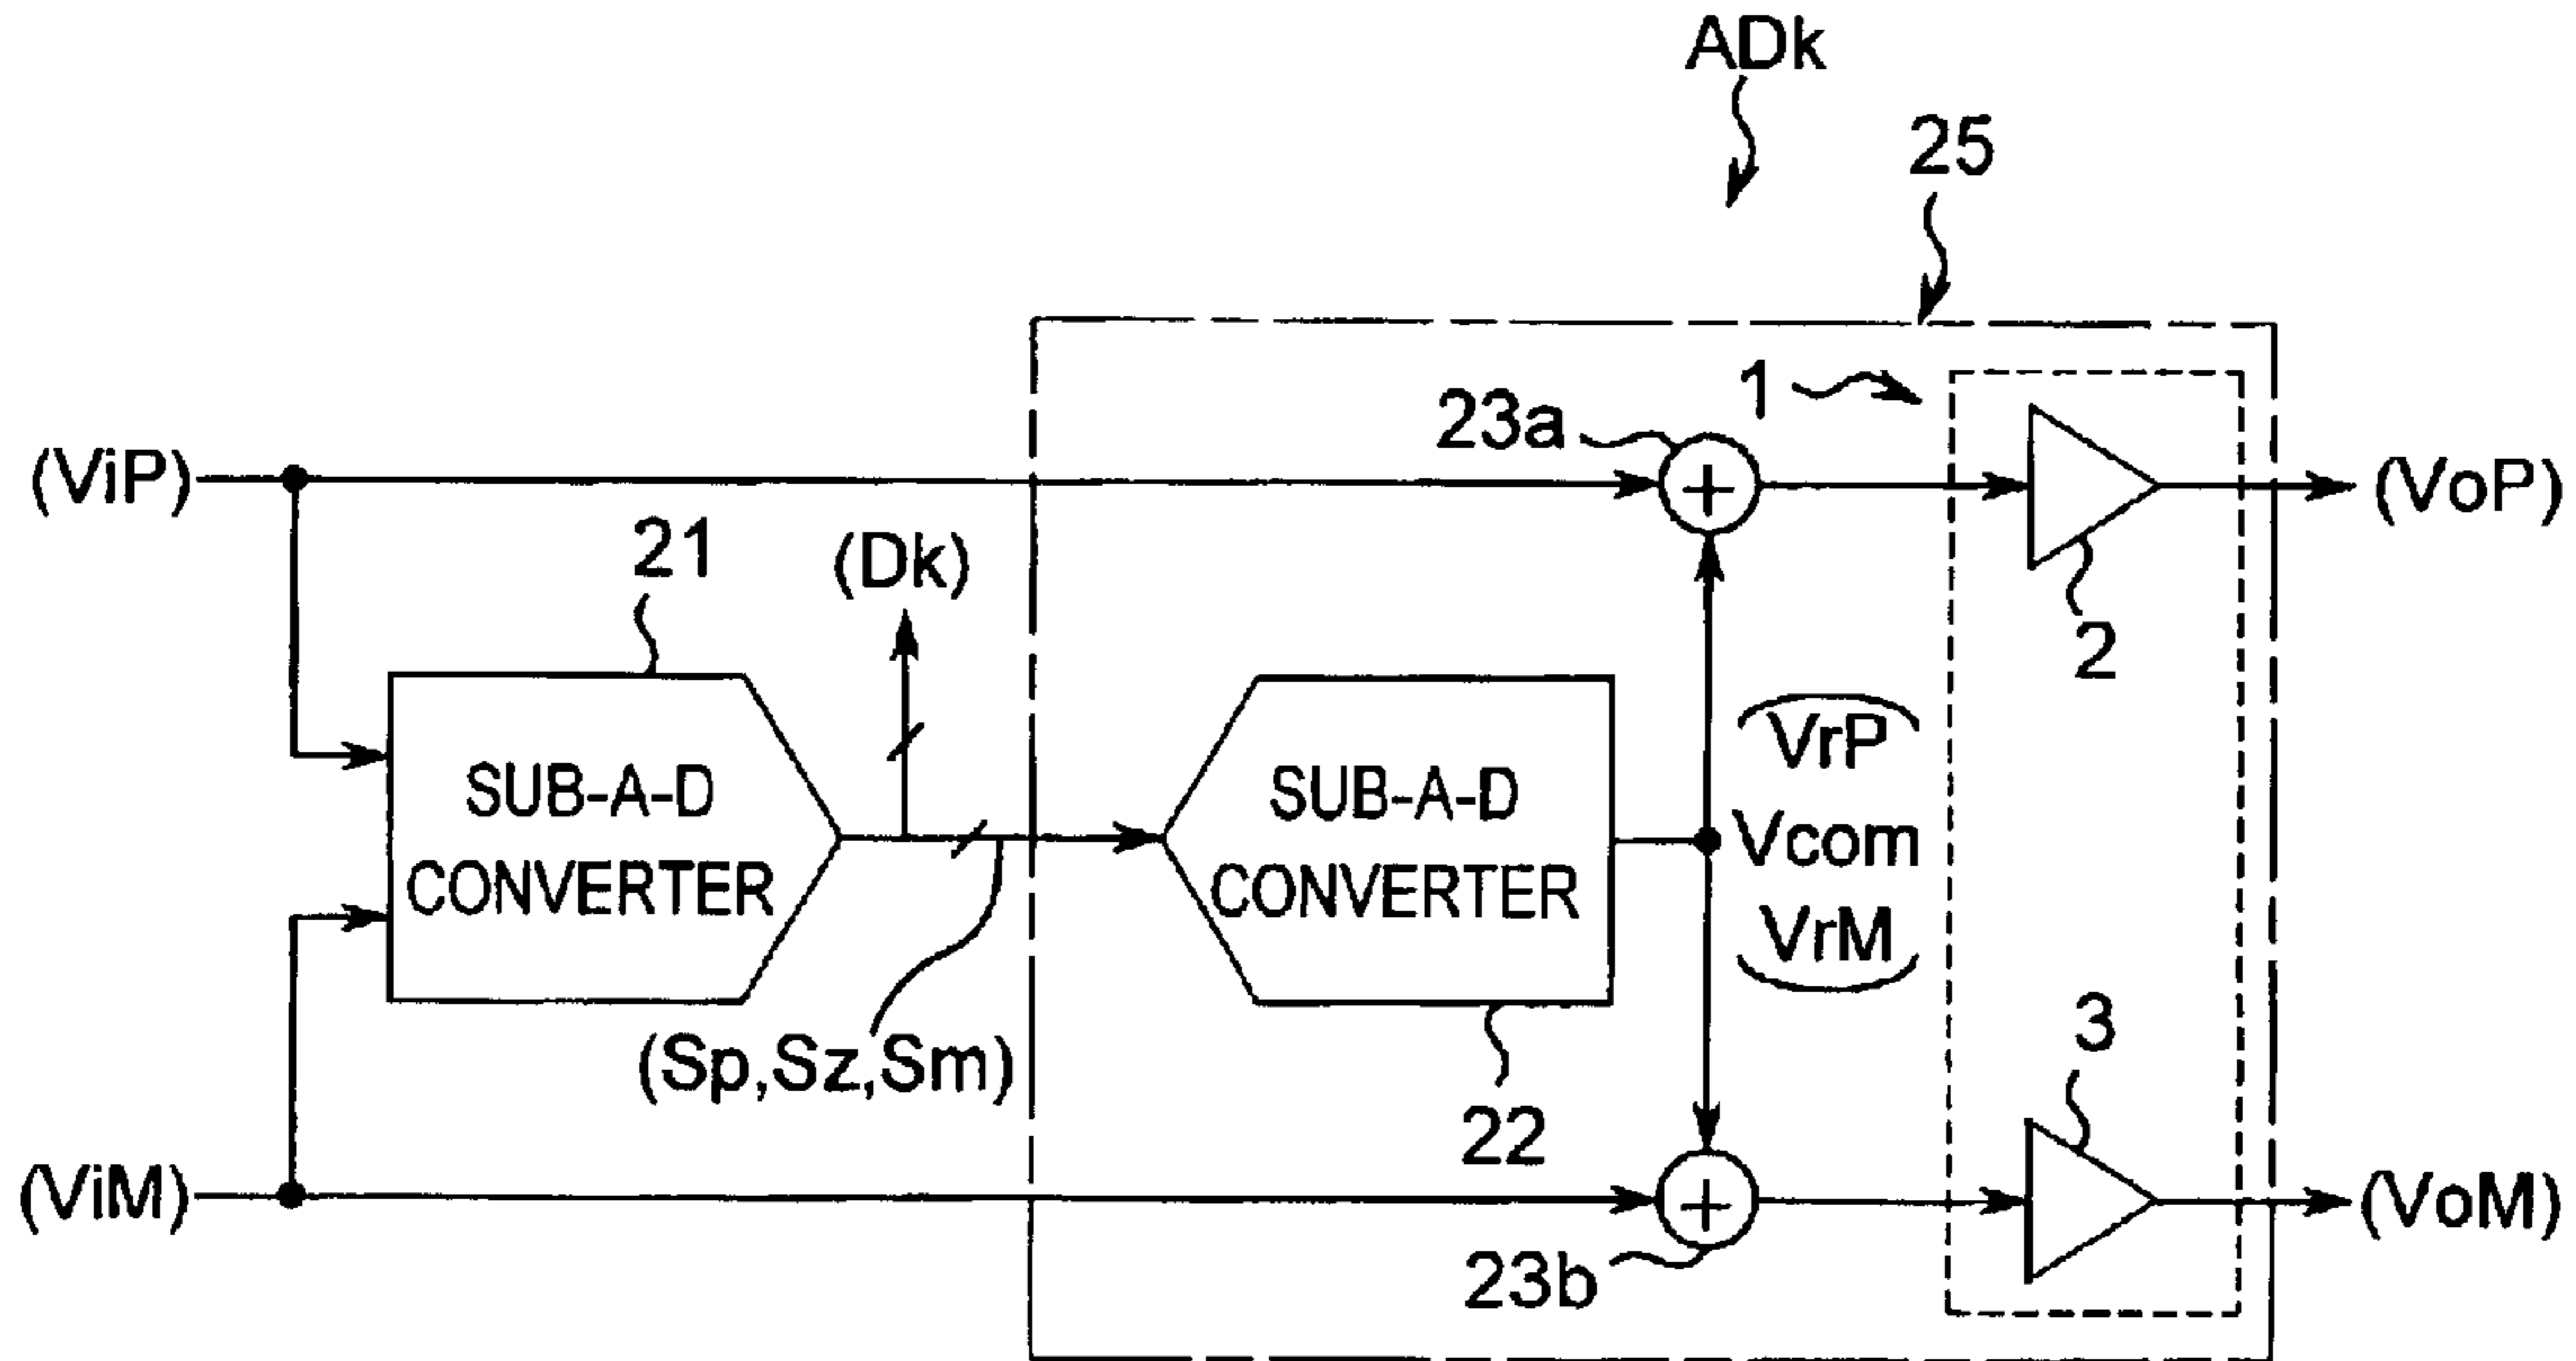 ADk
25
1
23a
(ViP)
(VoP)
21
(Dk)
2
SUB-A-D
CONVERTER
SUB-A-D
CONVERTER
(VrP
Vcom
VrM)
3
(Sp,Sz,Sm)
22
(ViM)
(VoM)
23b